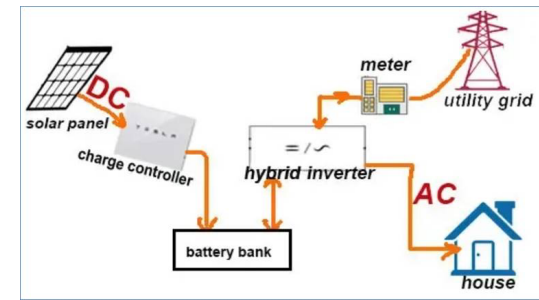 meter
utility grid
DC
solar panel
TESLA
charge controller
= / ~
hybrid inverter
AC
battery bank
house